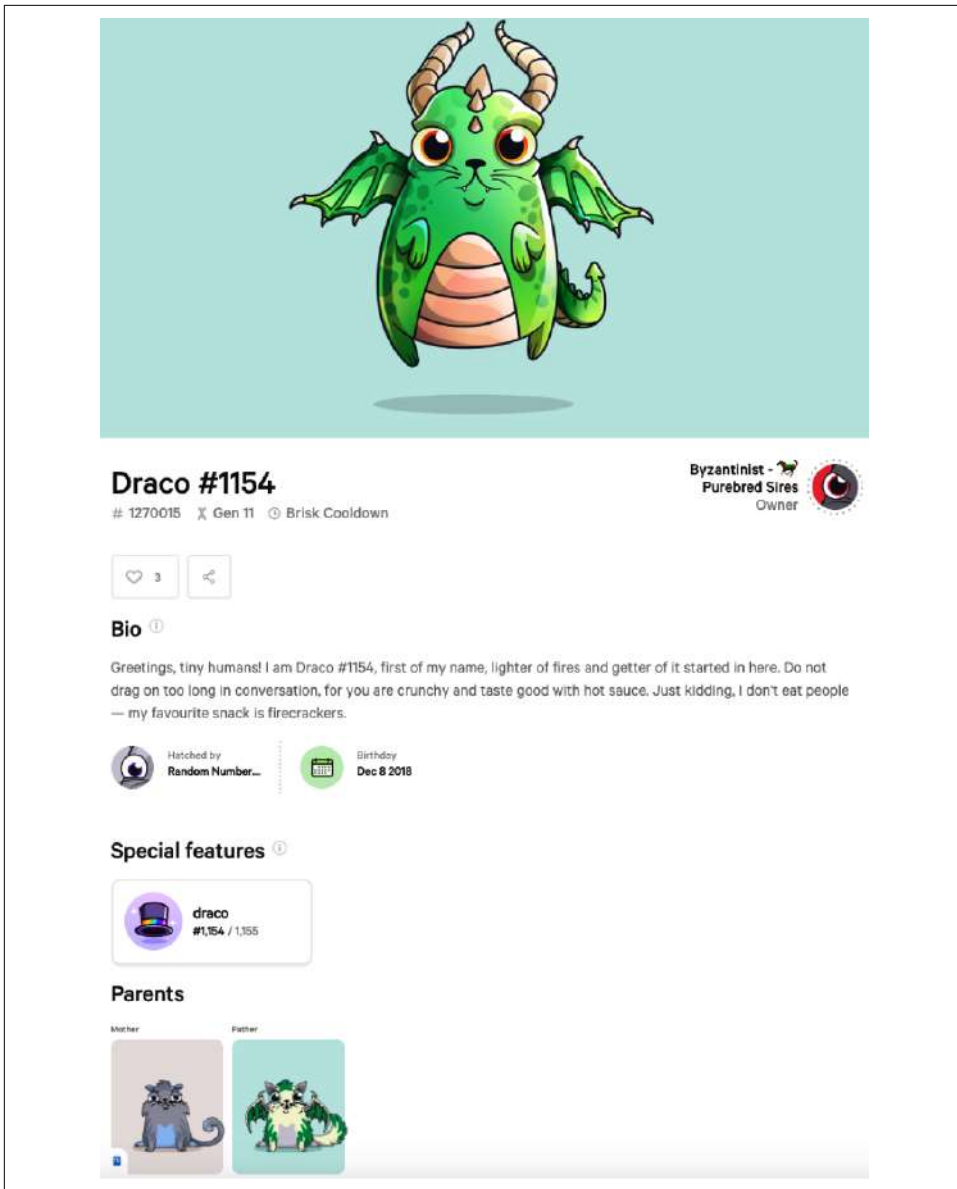 Draco #1154
# 1270015 Gen 11 Brisk Cooldown
Byzantinist -
Purebred Sires
Owner
3
Bio
Greetings, tiny humans! I am Draco #1154, first of my name, lighter of fires and getter of it started in here. Do not
drag on too long in conversation, for you are crunchy and taste good with hot sauce. Just kidding, I don't eat people
— my favourite snack is firecrackers.
Hatched by
Random Number...
Birthday
Dec 8 2018
Special features
draco
#1,154 / 1,155
Parents
Mother
Father